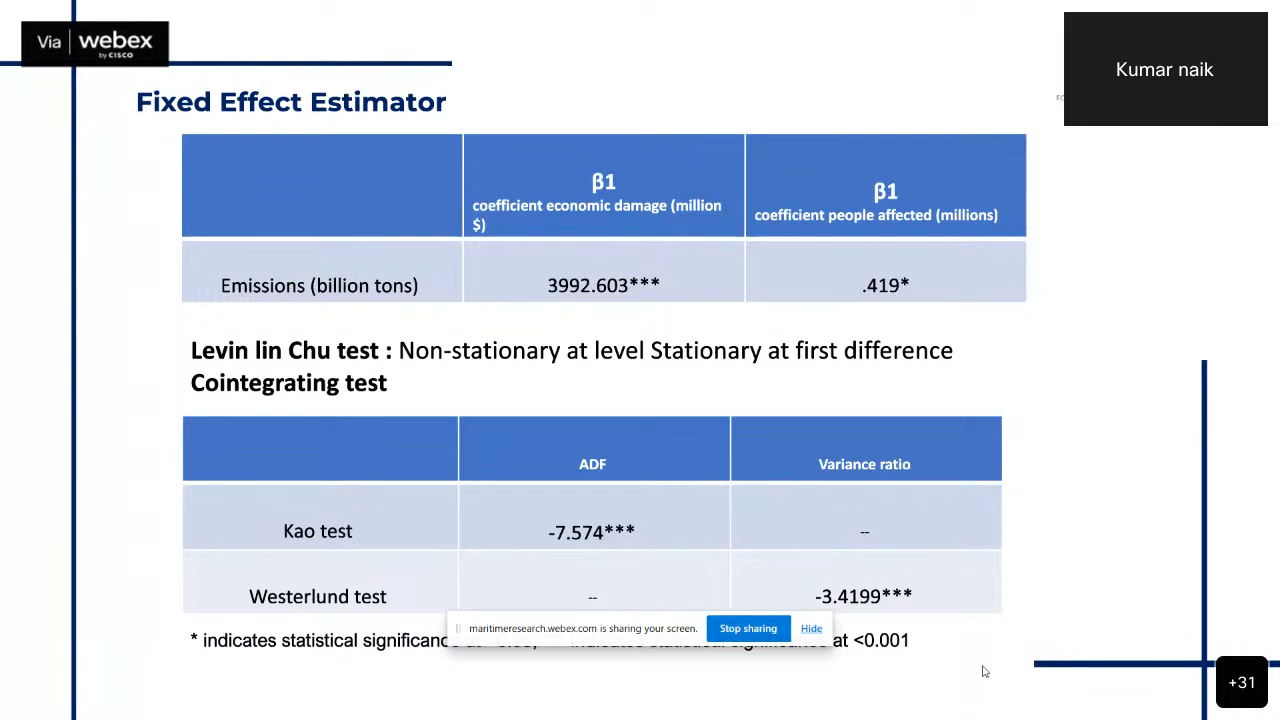 Via webex
by CISCO
Kumar naik
Fixed Effect Estimator
β1
coefficient economic damage (million
$)
β1
coefficient people affected (millions)
Emissions (billion tons)
3992.603***
.419*
Levin lin Chu test : Non-stationary at level Stationary at first difference
Cointegrating test
ADF
Variance ratio
Kao test
-7.574***
--
Westerlund test
--
-3.4199***
maritimeresearch.webex.com is sharing your screen.
Stop sharing
Hide
* indicates statistical significance at <0.001
+31